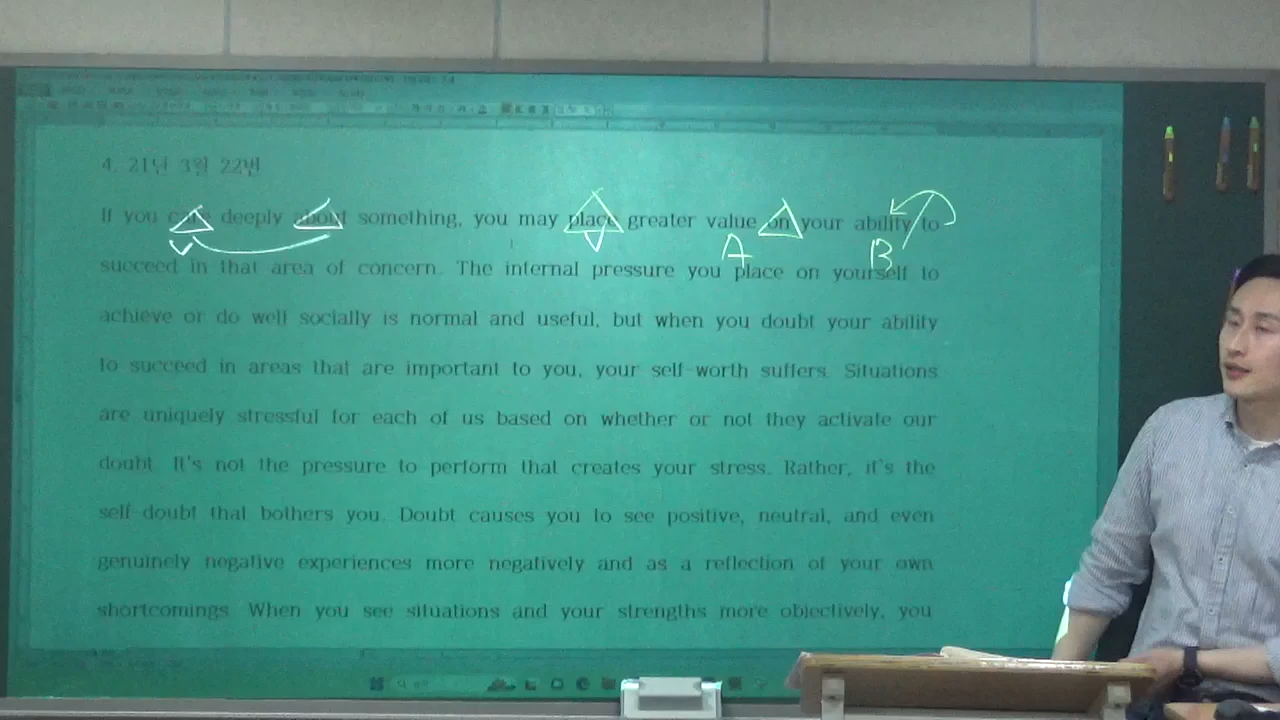 4. 21년 3월 22번
If you care deeply about something, you may place greater value on your ability to
A B
succeed in that area of concern. The internal pressure you place on yourself to
achieve or do well socially is normal and useful, but when you doubt your ability
to succeed in areas that are important to you, your self-worth suffers. Situations
are uniquely stressful for each of us based on whether or not they activate our
doubt. It's not the pressure to perform that creates your stress. Rather, it's the
self-doubt that bothers you. Doubt causes you to see positive, neutral, and even
genuinely negative experiences more negatively and as a reflection of your own
shortcomings. When you see situations and your strengths more objectively, you